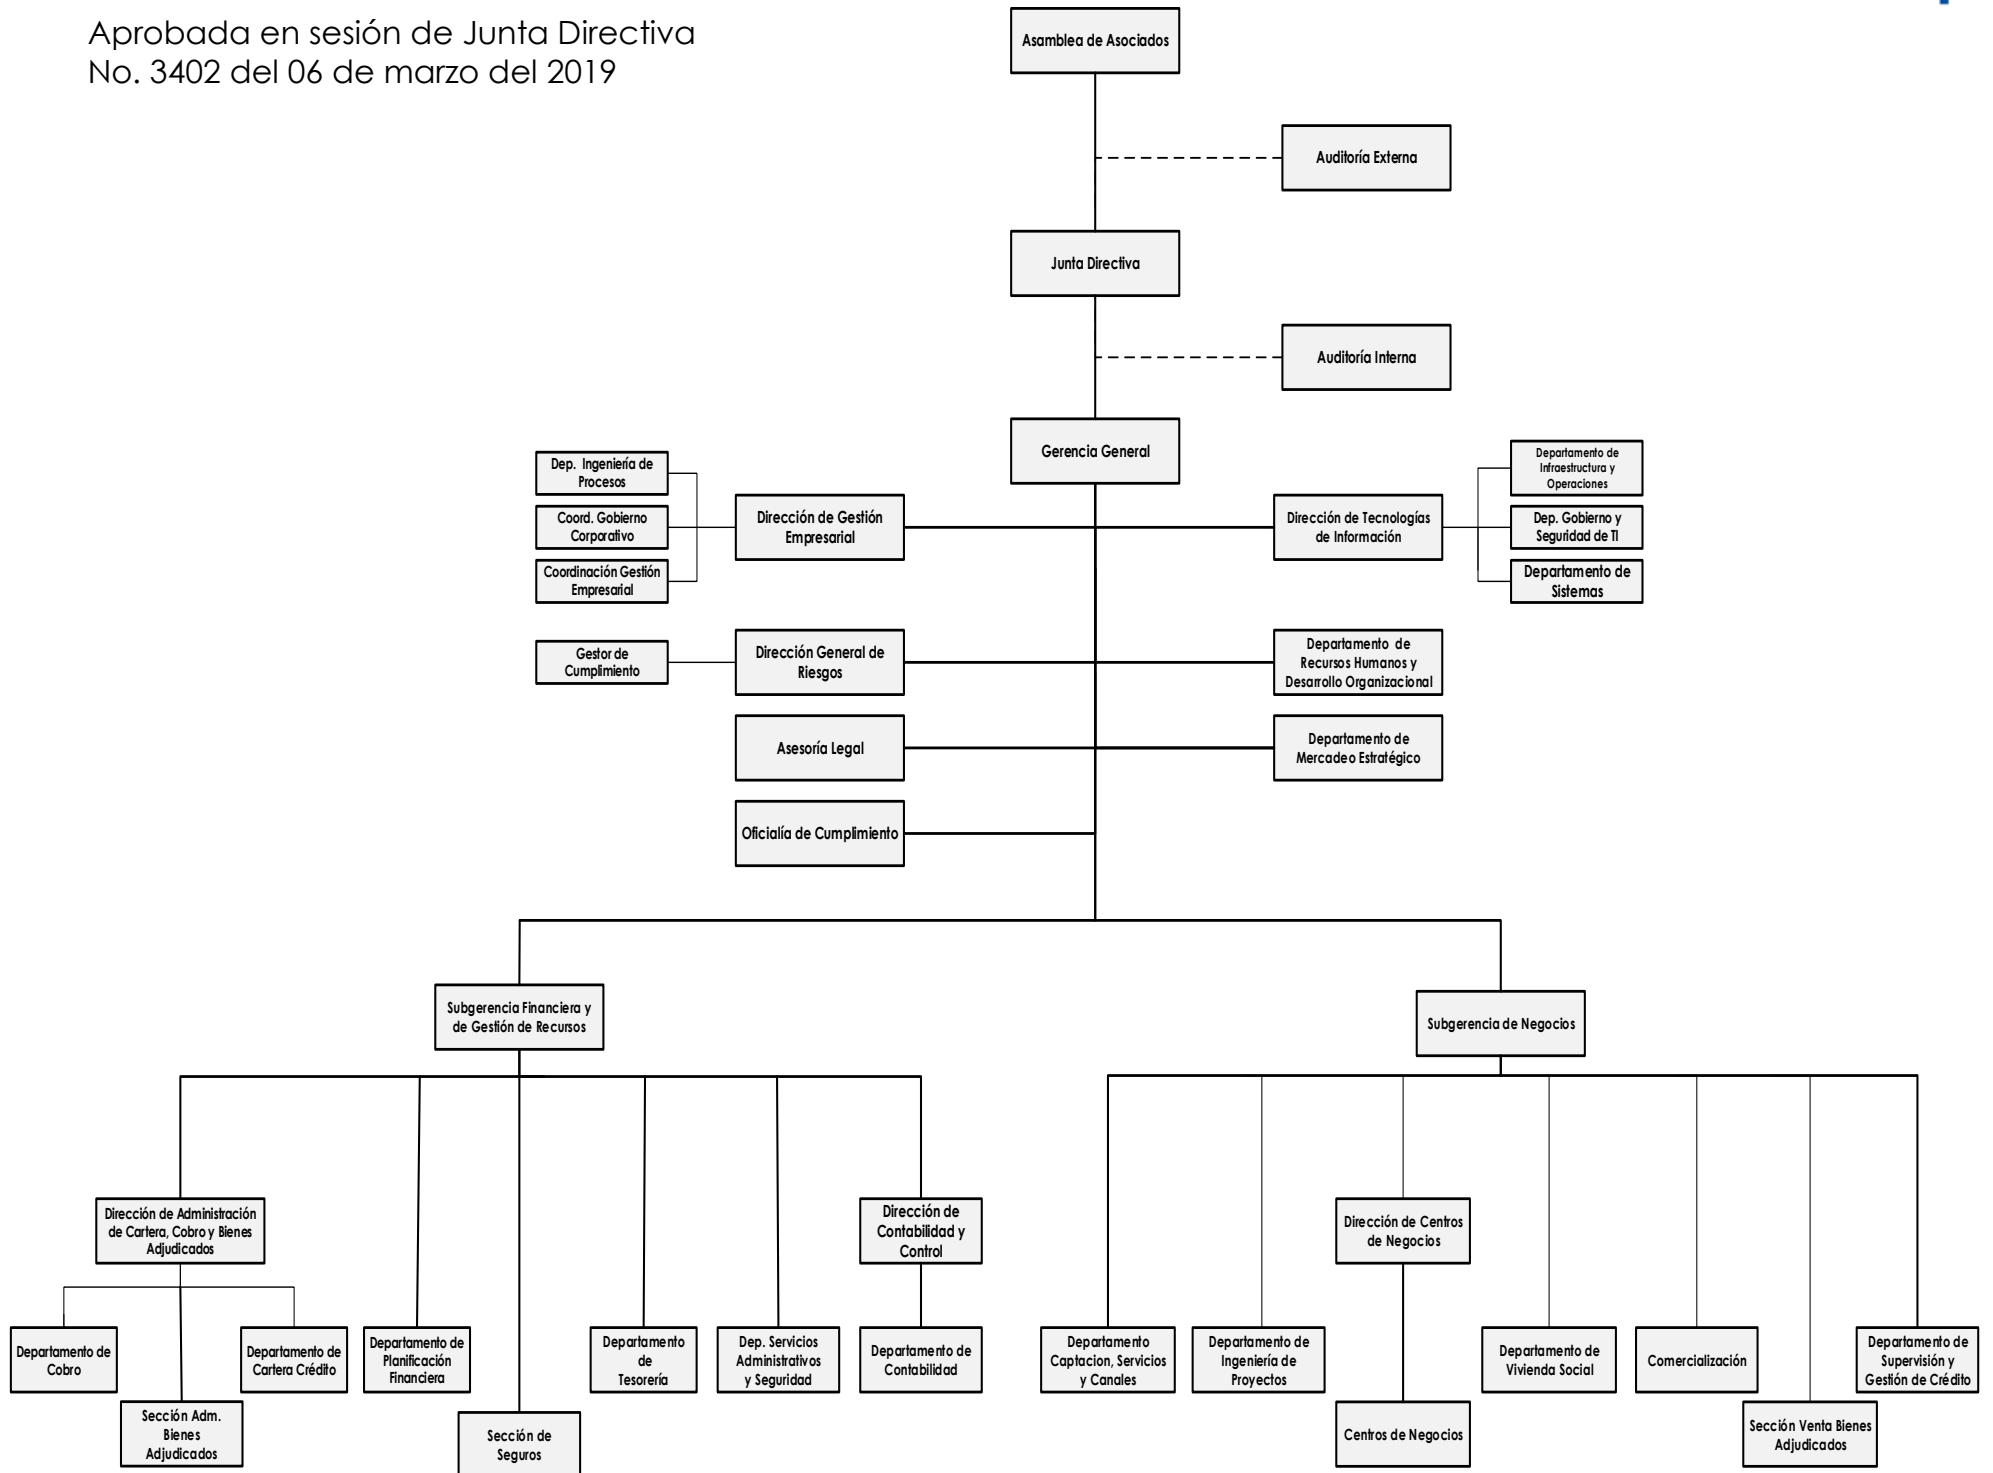 Aprobada en sesión de Junta Directiva
No. 3402 del 06 de marzo del 2019
Asamblea de Asociados
Auditoría Externa
Junta Directiva
Auditoría Interna
Gerencia General
Dep. Ingeniería de
Procesos
Coord. Gobierno
Corporativo
Coordinación Gestión
Empresarial
Dirección de Gestión
Empresarial
Dirección de Tecnologías
de Información
Departamento de
Infraestructura y
Operaciones
Dep. Gobierno y
Seguridad de TI
Departamento de
Sistemas
Gestor de
Cumplimiento
Dirección General de
Riesgos
Departamento de
Recursos Humanos y
Desarrollo Organizacional
Asesoría Legal
Departamento de
Mercadeo Estratégico
Oficialía de Cumplimiento
Subgerencia Financiera y
de Gestión de Recursos
Subgerencia de Negocios
Dirección de Administración
de Cartera, Cobro y Bienes
Adjudicados
Dirección de
Contabilidad y
Control
Dirección de Centros
de Negocios
Departamento de
Cobro
Departamento de
Cartera Crédito
Departamento de
Planificación
Financiera
Departamento
de
Tesorería
Dep. Servicios
Administrativos
y Seguridad
Departamento de
Contabilidad
Departamento
Captacion, Servicios
y Canales
Departamento de
Ingeniería de
Proyectos
Departamento de
Vivienda Social
Comercialización
Departamento de
Supervisión y
Gestión de Crédito
Sección Adm.
Bienes
Adjudicados
Sección de
Seguros
Centros de Negocios
Sección Venta Bienes
Adjudicados